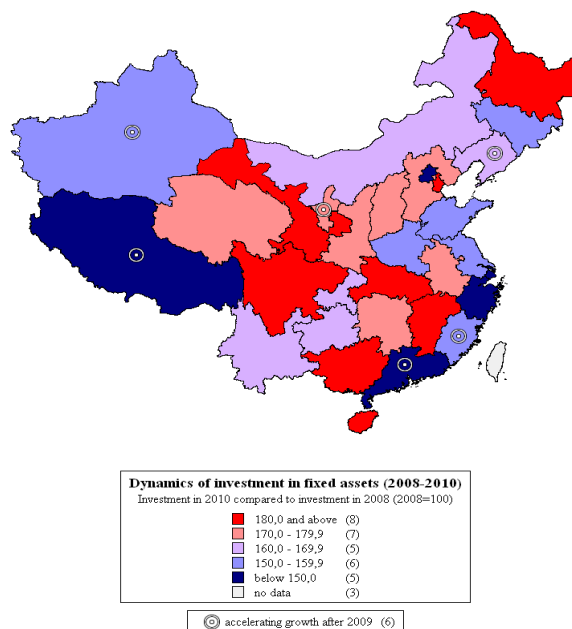 Dynamics of investment in fixed assets (2008-2010)
Investment in 2010 compared to investment in 2008 (2008=100)
180,0 and above (8)
170,0 - 179,9 (7)
160,0 - 169,9 (5)
150,0 - 159,9 (6)
below 150,0 (5)
no data (3)
accelerating growth after 2009 (6)